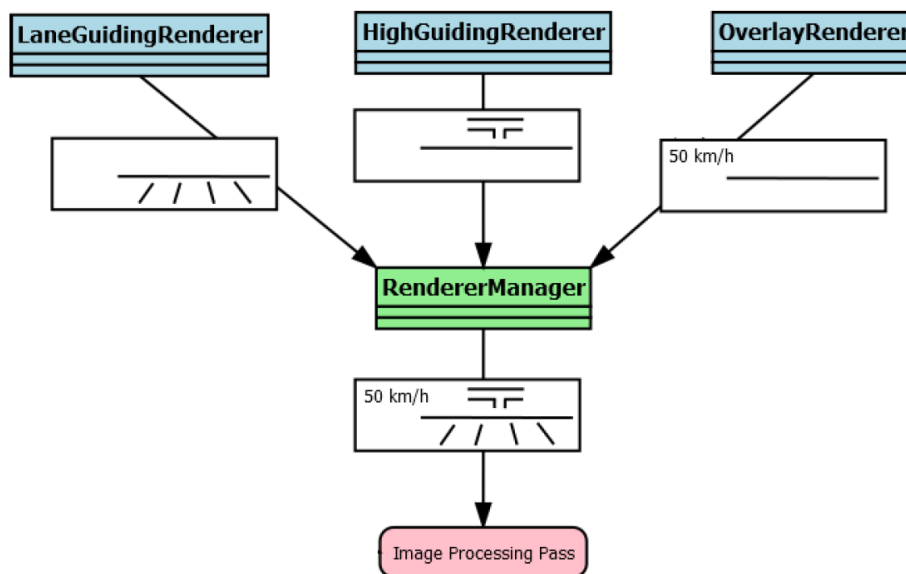 LaneGuidingRenderer
HighGuidingRenderer
OverlayRenderer
50 km/h
RendererManager
50 km/h
Image Processing Pass